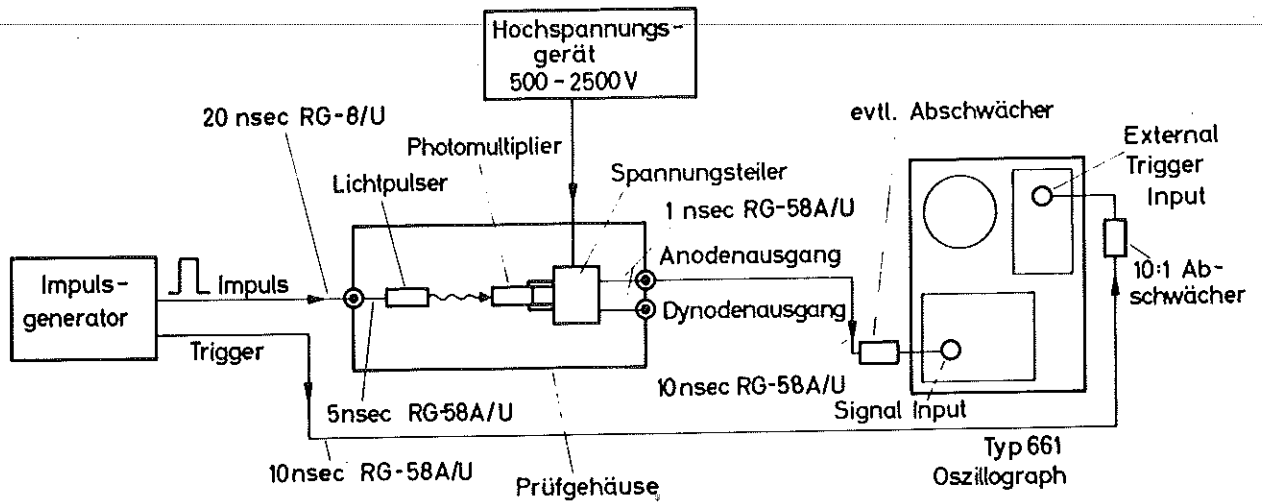 Hochspannungs-
gerät
500-2500V
20 nsec RG-8/U
evtl. Abschwächer
Photomultiplier
External
Trigger
Input
Lichtpulser
Spannungsteiler
1 nsec RG-58A/U
Impuls-
generator
Impuls
Anodenausgang
10:1 Ab-
schwächer
Trigger
Dynodenausgang
5nsec RG-58A/U
10nsec RG-58A/U
Signal Input
10nsec RG-58A/U
Prüfgehäuse
Typ 661
Oszillograph